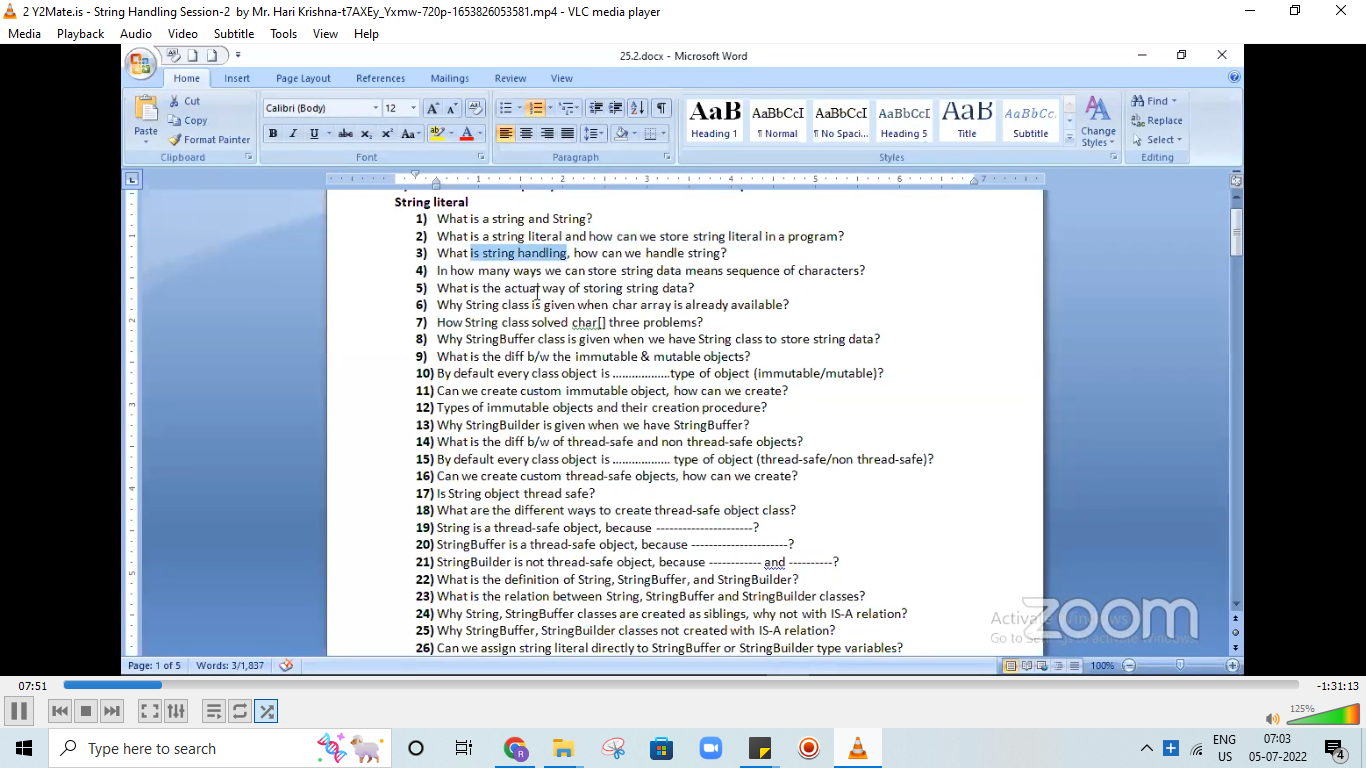 2 Y2Mate.is - String Handling Session-2 by Mr. Hari Krishna-t7AXEy_Yxmw-720p-1653826053581.mp4 - VLC media player
Media Playback Audio Video Subtitle Tools View Help
25.2.docx - Microsoft Word
Home Insert Page Layout References Mailings Review View
Paste
Cut
Copy
Format Painter
Clipboard
Calibri (Body) 12
Font
Paragraph
AaB AaBbCcI AaBbCcI AaBbCcI AaB AaBbCcI
Heading 1 ¶ Normal ¶ No Spaci... Heading 5 Title Subtitle
Change Styles
Styles
Find
Replace
Select
Editing
String literal
1) What is a string and String?
2) What is a string literal and how can we store string literal in a program?
3) What is string handling, how can we handle string?
4) In how many ways we can store string data means sequence of characters?
5) What is the actual way of storing string data?
6) Why String class is given when char array is already available?
7) How String class solved char[] three problems?
8) Why StringBuffer class is given when we have String class to store string data?
9) What is the diff b/w the immutable & mutable objects?
10) By default every class object is ..................type of object (immutable/mutable)?
11) Can we create custom immutable object, how can we create?
12) Types of immutable objects and their creation procedure?
13) Why StringBuilder is given when we have StringBuffer?
14) What is the diff b/w of thread-safe and non thread-safe objects?
15) By default every class object is .................. type of object (thread-safe/non thread-safe)?
16) Can we create custom thread-safe objects, how can we create?
17) Is String object thread safe?
18) What are the different ways to create thread-safe object class?
19) String is a thread-safe object, because ----------------------?
20) StringBuffer is a thread-safe object, because ----------------------?
21) StringBuilder is not thread-safe object, because ------------ and ----------?
22) What is the definition of String, StringBuffer, and StringBuilder?
23) What is the relation between String, StringBuffer and StringBuilder classes?
24) Why String, StringBuffer classes are created as siblings, why not with IS-A relation?
25) Why StringBuffer, StringBuilder classes not created with IS-A relation?
26) Can we assign string literal directly to StringBuffer or StringBuilder type variables?
Activate Windows
zoom
Page: 1 of 5 Words: 3/1,837 100%
07:51 -1:31:13
125%
Type here to search
ENG
US
07:03
05-07-2022
4